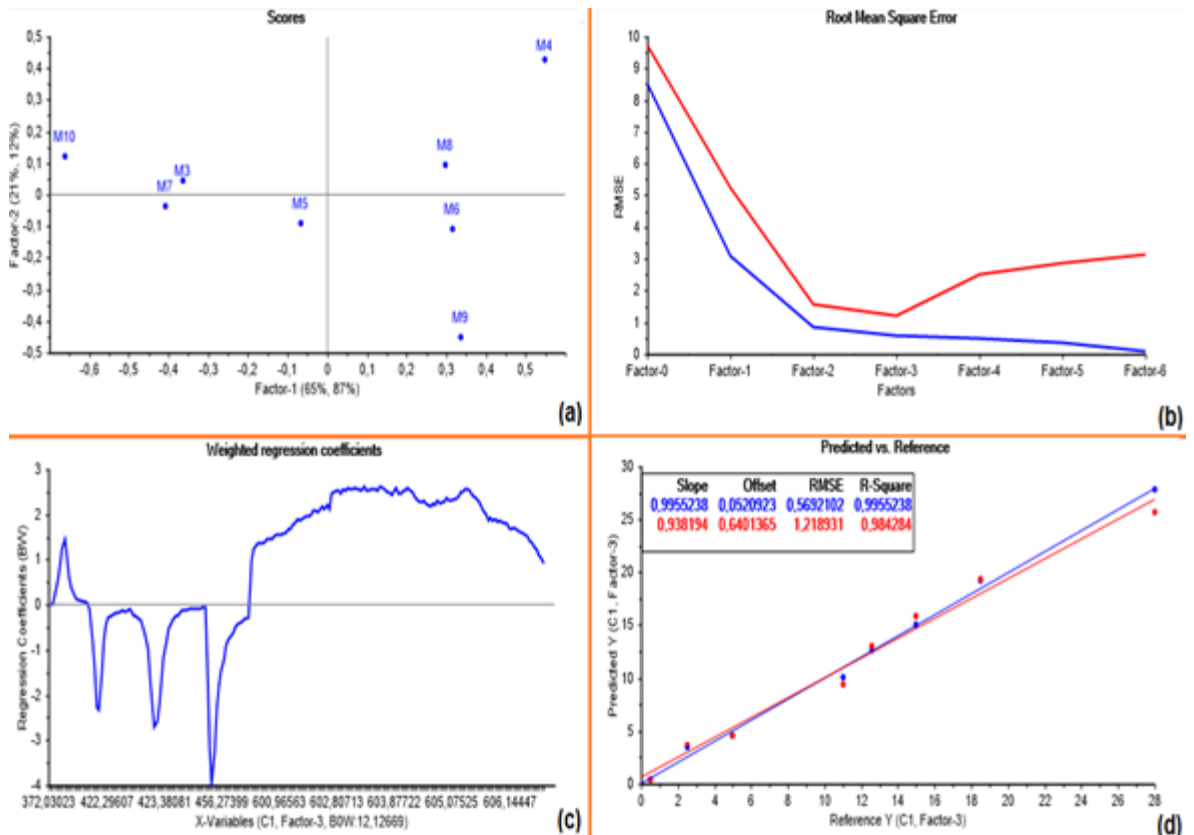 Scores
0,5
0,4
0,3
0,2
0,1
0
-0,1
-0,2
-0,3
-0,4
-0,5
Factor-2 (21%, 12%)
M4
M10
M8
M3
M7
M5
M6
M9
-0,6 -0,5 -0,4 -0,3 -0,2 -0,1 0 0,1 0,2 0,3 0,4 0,5
Factor-1 (65%, 87%)
(a)
Root Mean Square Error
10
9
8
7
6
5
4
3
2
1
0
RMSE
Factor-0 Factor-1 Factor-2 Factor-3 Factor-4 Factor-5 Factor-6
Factors
(b)
Weighted regression coefficients
3
2
1
0
-1
-2
-3
-4
Regression Coefficients (BW)
372,03023 422,29607 423,38081 456,27399 600,96563 602,80713 603,87722 605,07525 606,14447
X-Variables (C1, Factor-3, B0W:12,12669)
(c)
Predicted vs. Reference
30
25
20
15
10
5
0
Predicted Y (C1, Factor-3)
Slope Offset RMSE R-Square
0,9955238 0,0520923 0,5692102 0,9955238
0,938194 0,6401365 1,218931 0,984284
0 2 4 6 8 10 12 14 16 18 20 22 24 26 28
Reference Y (C1, Factor-3)
(d)